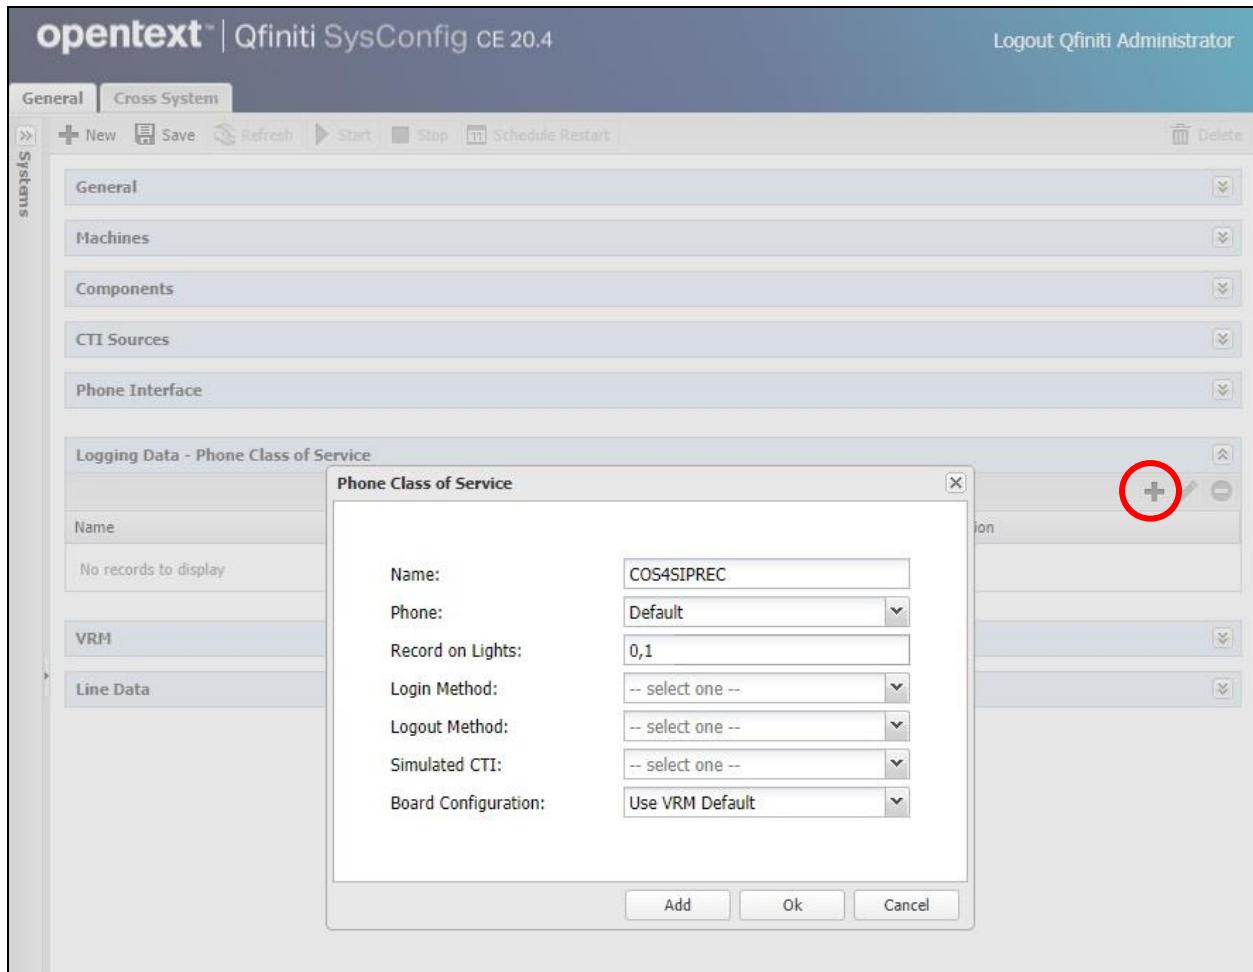 opentext™ | Qfiniti SysConfig CE 20.4
Logout Qfiniti Administrator
General
Cross System
Systems
New
Save
Refresh
Start
Stop
11 Schedule Restart
Delete
General
Machines
Components
CTI Sources
Phone Interface
Logging Data - Phone Class of Service
Name
ion
No records to display
VRM
Line Data
Phone Class of Service
Name: COS4SIPREC
Phone: Default
Record on Lights: 0,1
Login Method: -- select one --
Logout Method: -- select one --
Simulated CTI: -- select one --
Board Configuration: Use VRM Default
Add
Ok
Cancel